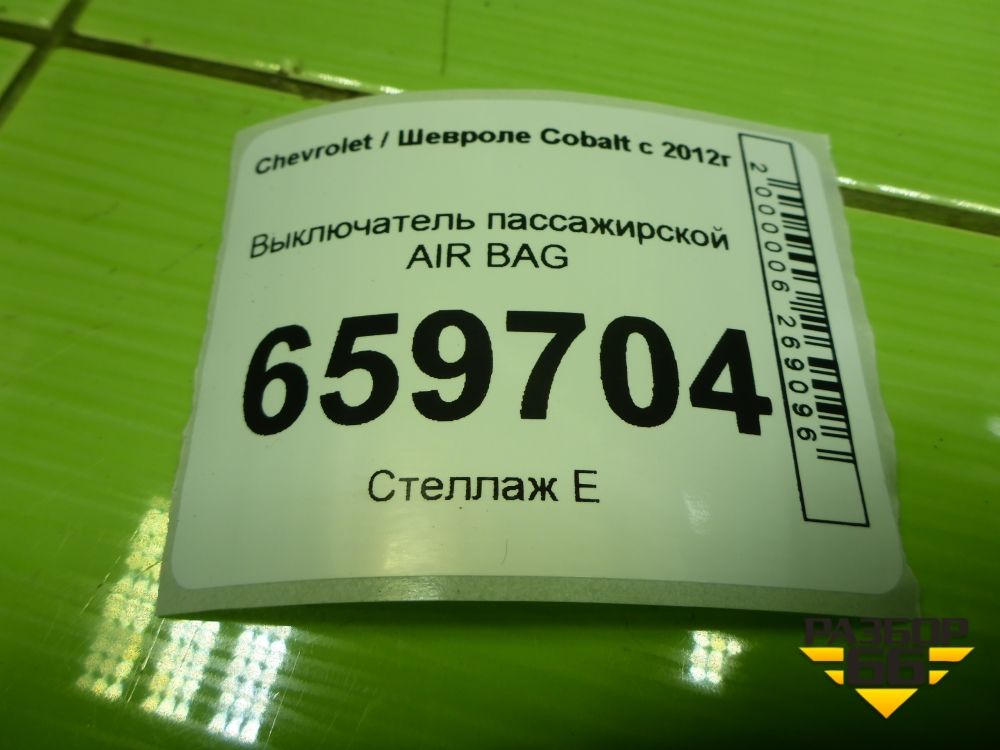 Chevrolet / Шевроле Cobalt с 2012г
Выключатель пассажирской
AIR BAG
659704
Стеллаж Е
2000006269096
РАЗБОР
66